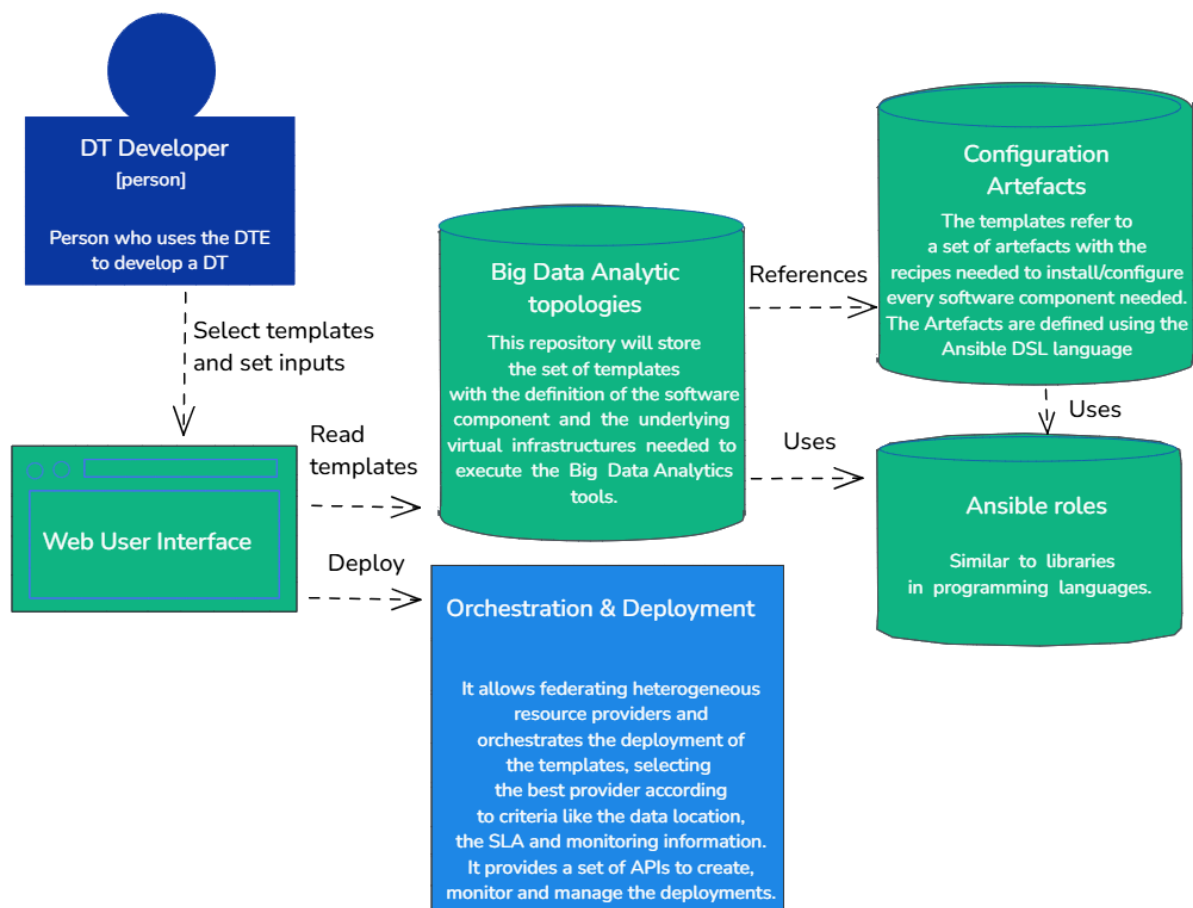 DT Developer
[person]
Person who uses the DTE
to develop a DT
Select templates
and set inputs
Web User Interface
Read
templates
Deploy
Big Data Analytic
topologies
This repository will store
the set of templates
with the definition of the software
component and the underlying
virtual infrastructures needed to
execute the Big Data Analytics
tools.
References
Uses
Configuration
Artefacts
The templates refer to
a set of artefacts with the
recipes needed to install/configure
every software component needed.
The Artefacts are defined using the
Ansible DSL language
Uses
Ansible roles
Similar to libraries
in programming languages.
Orchestration & Deployment
It allows federating heterogeneous
resource providers and
orchestrates the deployment of
the templates, selecting
the best provider according
to criteria like the data location,
the SLA and monitoring information.
It provides a set of APIs to create,
monitor and manage the deployments.